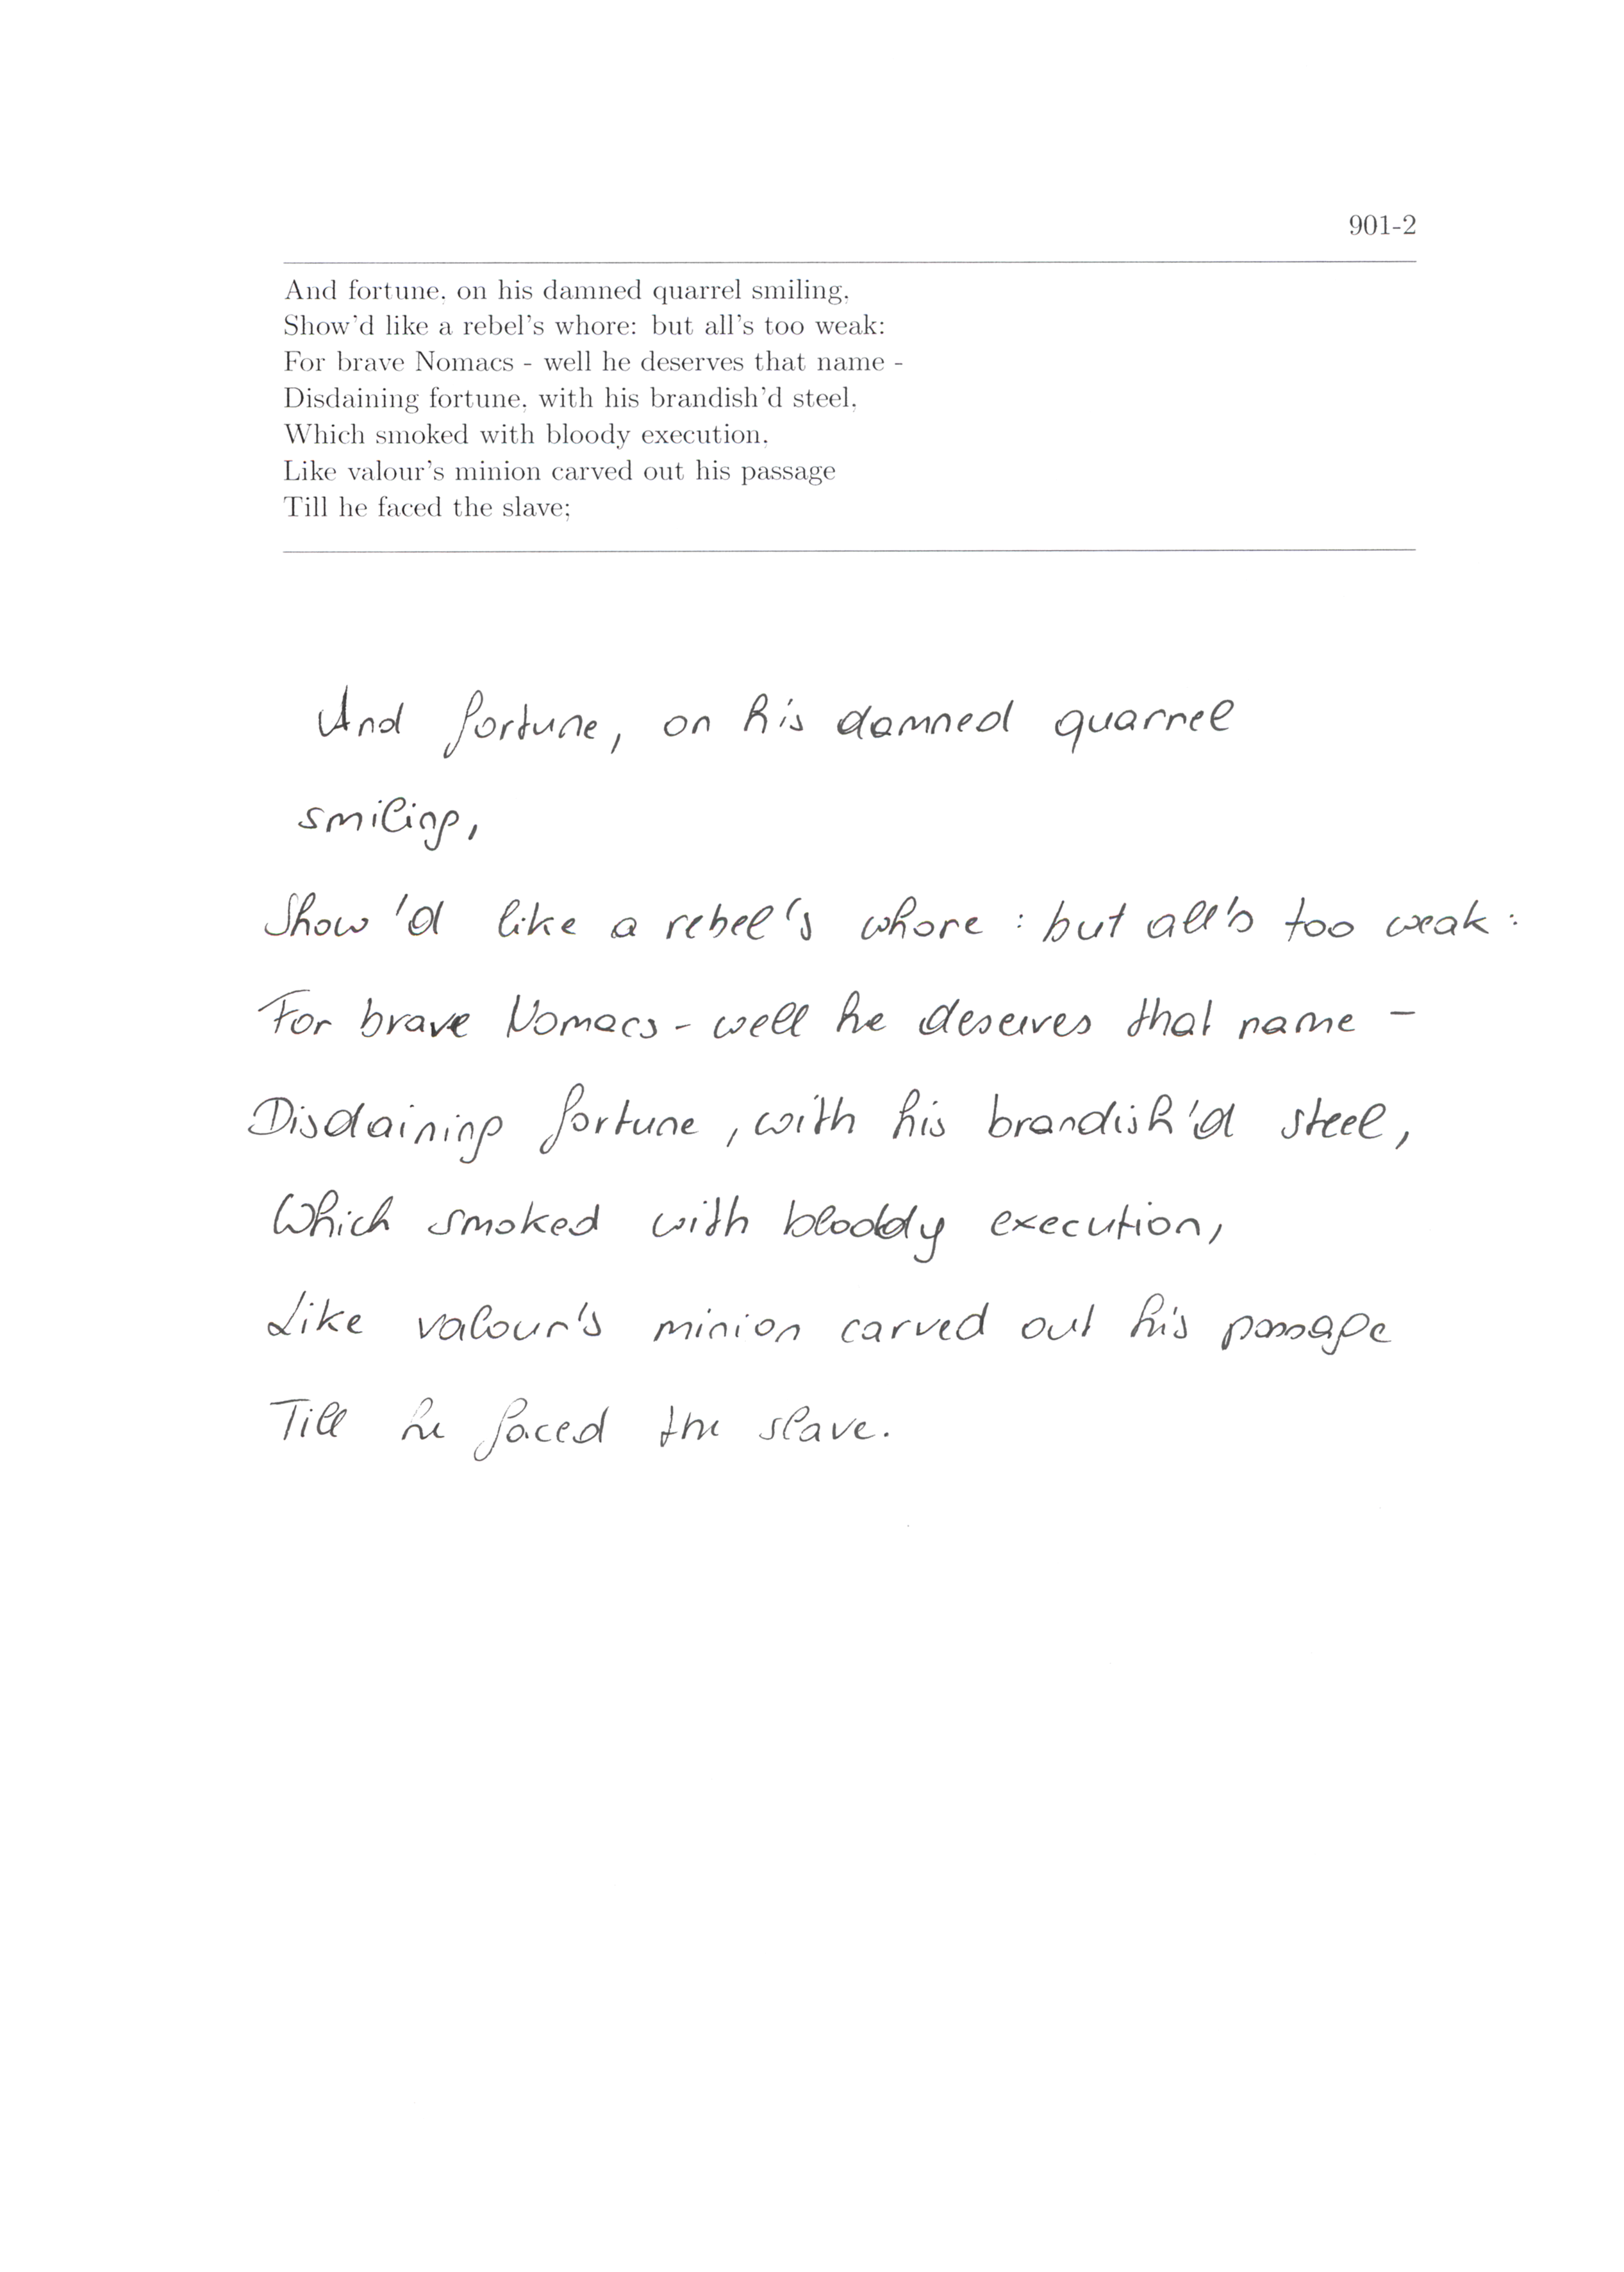 901-2
And fortune, on his damned quarrel smiling,
Show'd like a rebel's whore: but all's too weak:
For brave Nomacs - well he deserves that name -
Disdaining fortune, with his brandish'd steel,
Which smoked with bloody execution,
Like valour's minion carved out his passage
Till he faced the slave;
And fortune, on his damned quarrel
smiling,
Show'd like a rebel's whore : but all's too weak :
For brave Nomacs - well he deserves that name -
Disdaining fortune, with his brandish'd steel,
Which smoked with bloddy execution,
Like valour's minion carved out his passage
Till he faced the slave.